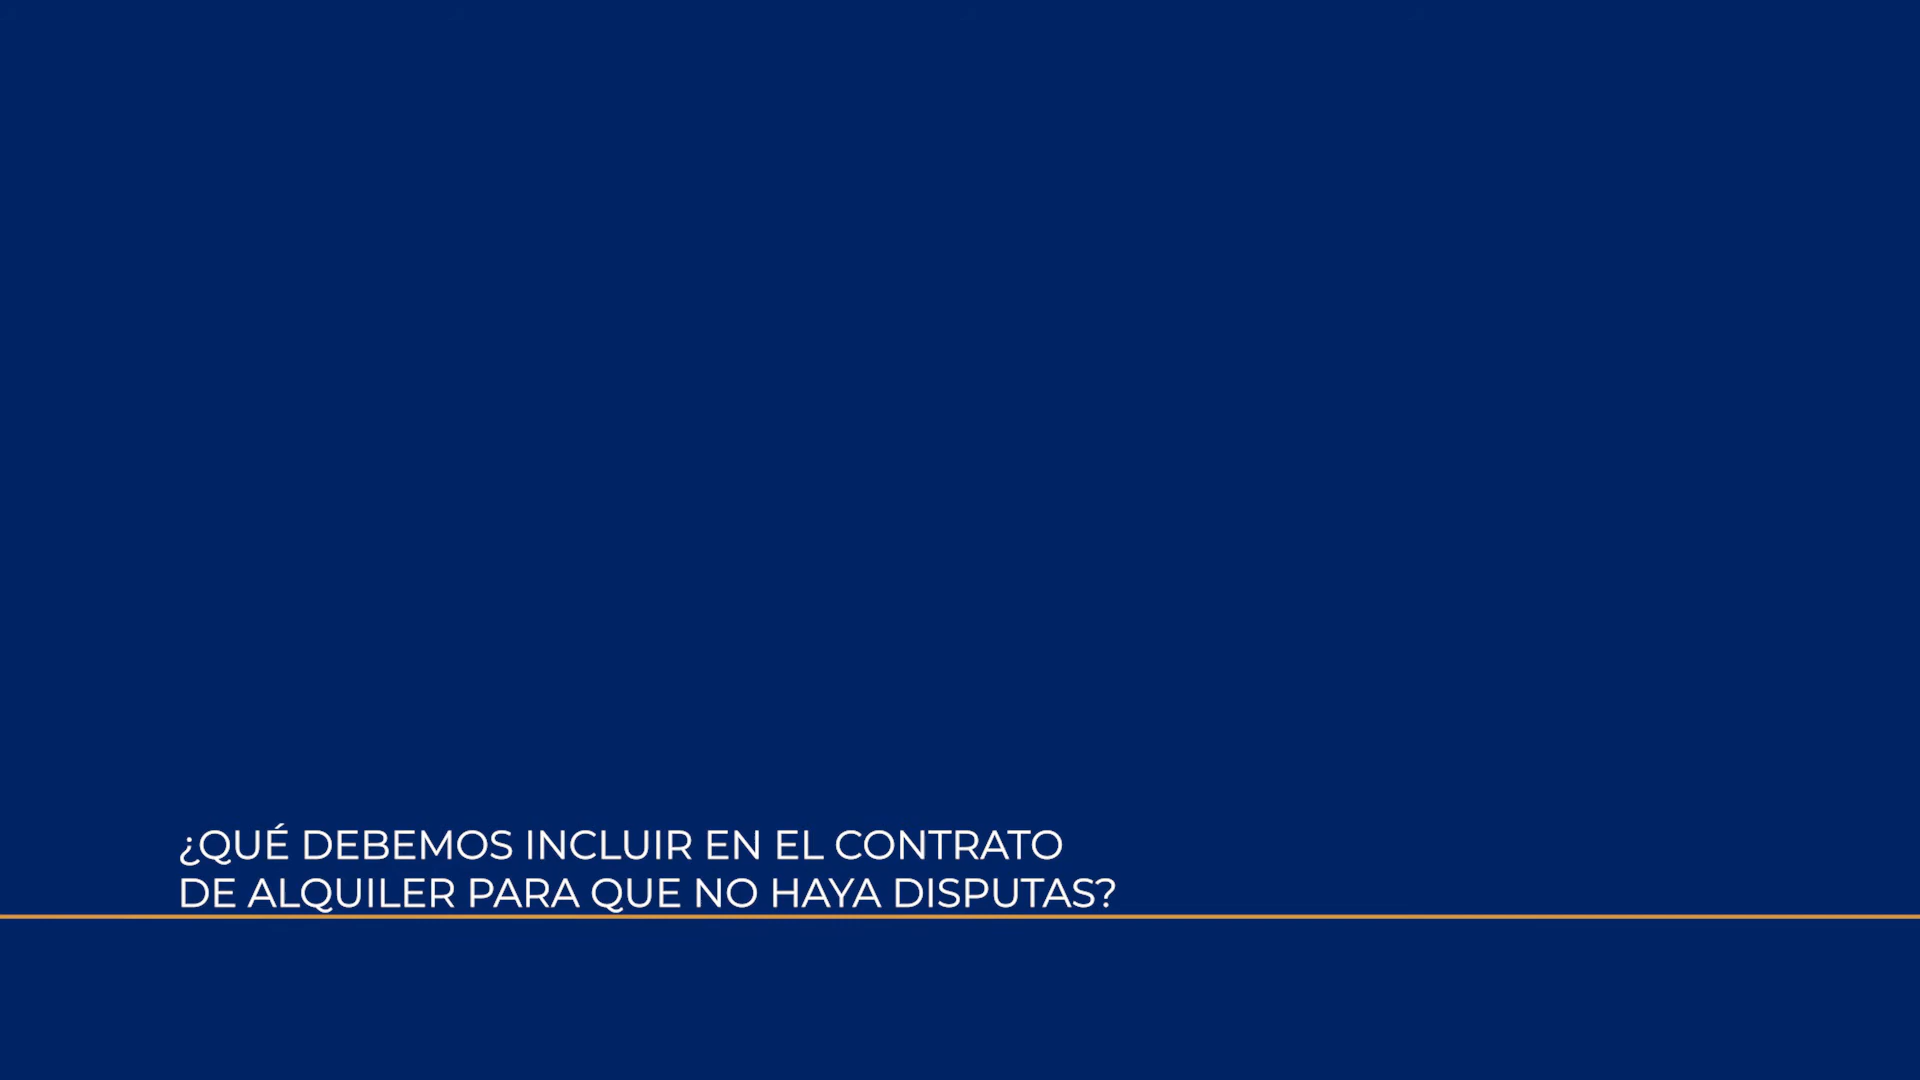 ¿QUÉ DEBEMOS INCLUIR EN EL CONTRATO
DE ALQUILER PARA QUE NO HAYA DISPUTAS?